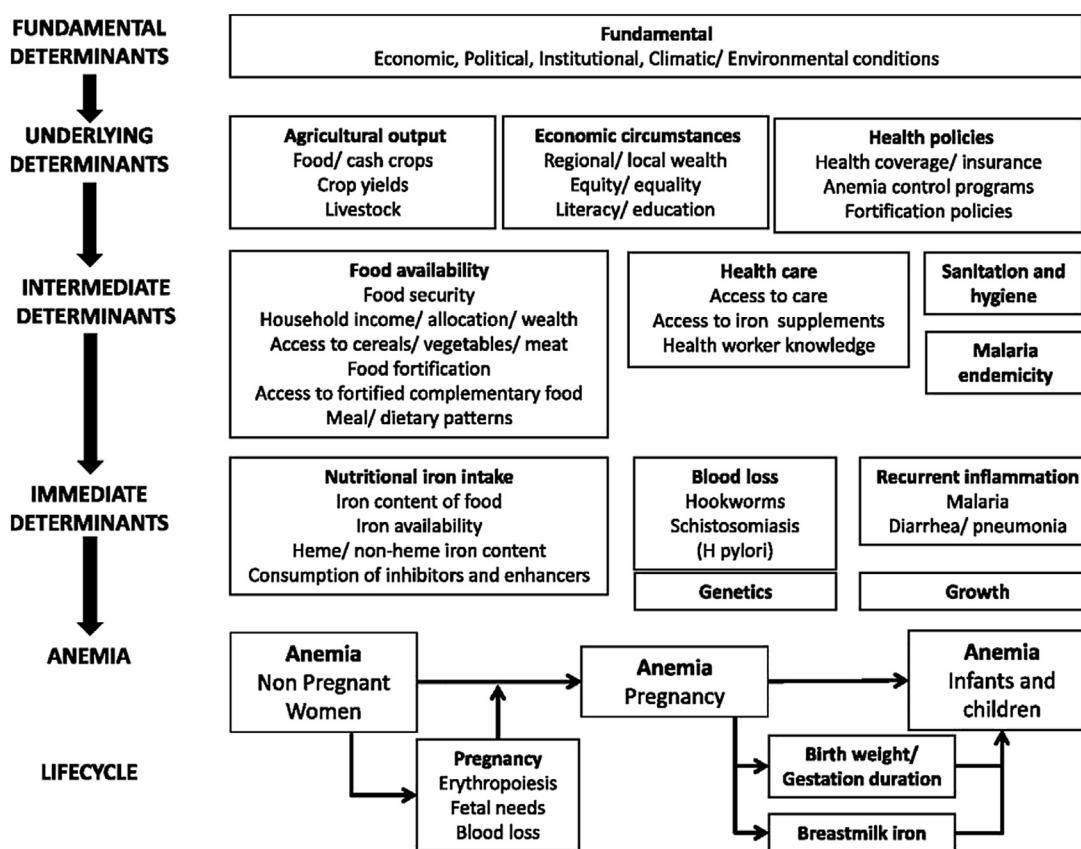 FUNDAMENTAL
DETERMINANTS
Fundamental
Economic, Political, Institutional, Climatic/ Environmental conditions
UNDERLYING
DETERMINANTS
Agricultural output
Food/ cash crops
Crop yields
Livestock
Economic circumstances
Regional/ local wealth
Equity/ equality
Literacy/ education
Health policies
Health coverage/ insurance
Anemia control programs
Fortification policies
INTERMEDIATE
DETERMINANTS
Food availability
Food security
Household income/ allocation/ wealth
Access to cereals/ vegetables/ meat
Food fortification
Access to fortified complementary food
Meal/ dietary patterns
Health care
Access to care
Access to iron supplements
Health worker knowledge
Sanitation and
hygiene
Malaria
endemicity
IMMEDIATE
DETERMINANTS
Nutritional iron intake
Iron content of food
Iron availability
Heme/ non-heme iron content
Consumption of inhibitors and enhancers
Blood loss
Hookworms
Schistosomiasis
(H pylori)
Recurrent inflammation
Malaria
Diarrhea/ pneumonia
Genetics
Growth
ANEMIA
Anemia
Non Pregnant
Women
Anemia
Pregnancy
Anemia
Infants and
children
LIFECYCLE
Pregnancy
Erythropoiesis
Fetal needs
Blood loss
Birth weight/
Gestation duration
Breastmilk iron